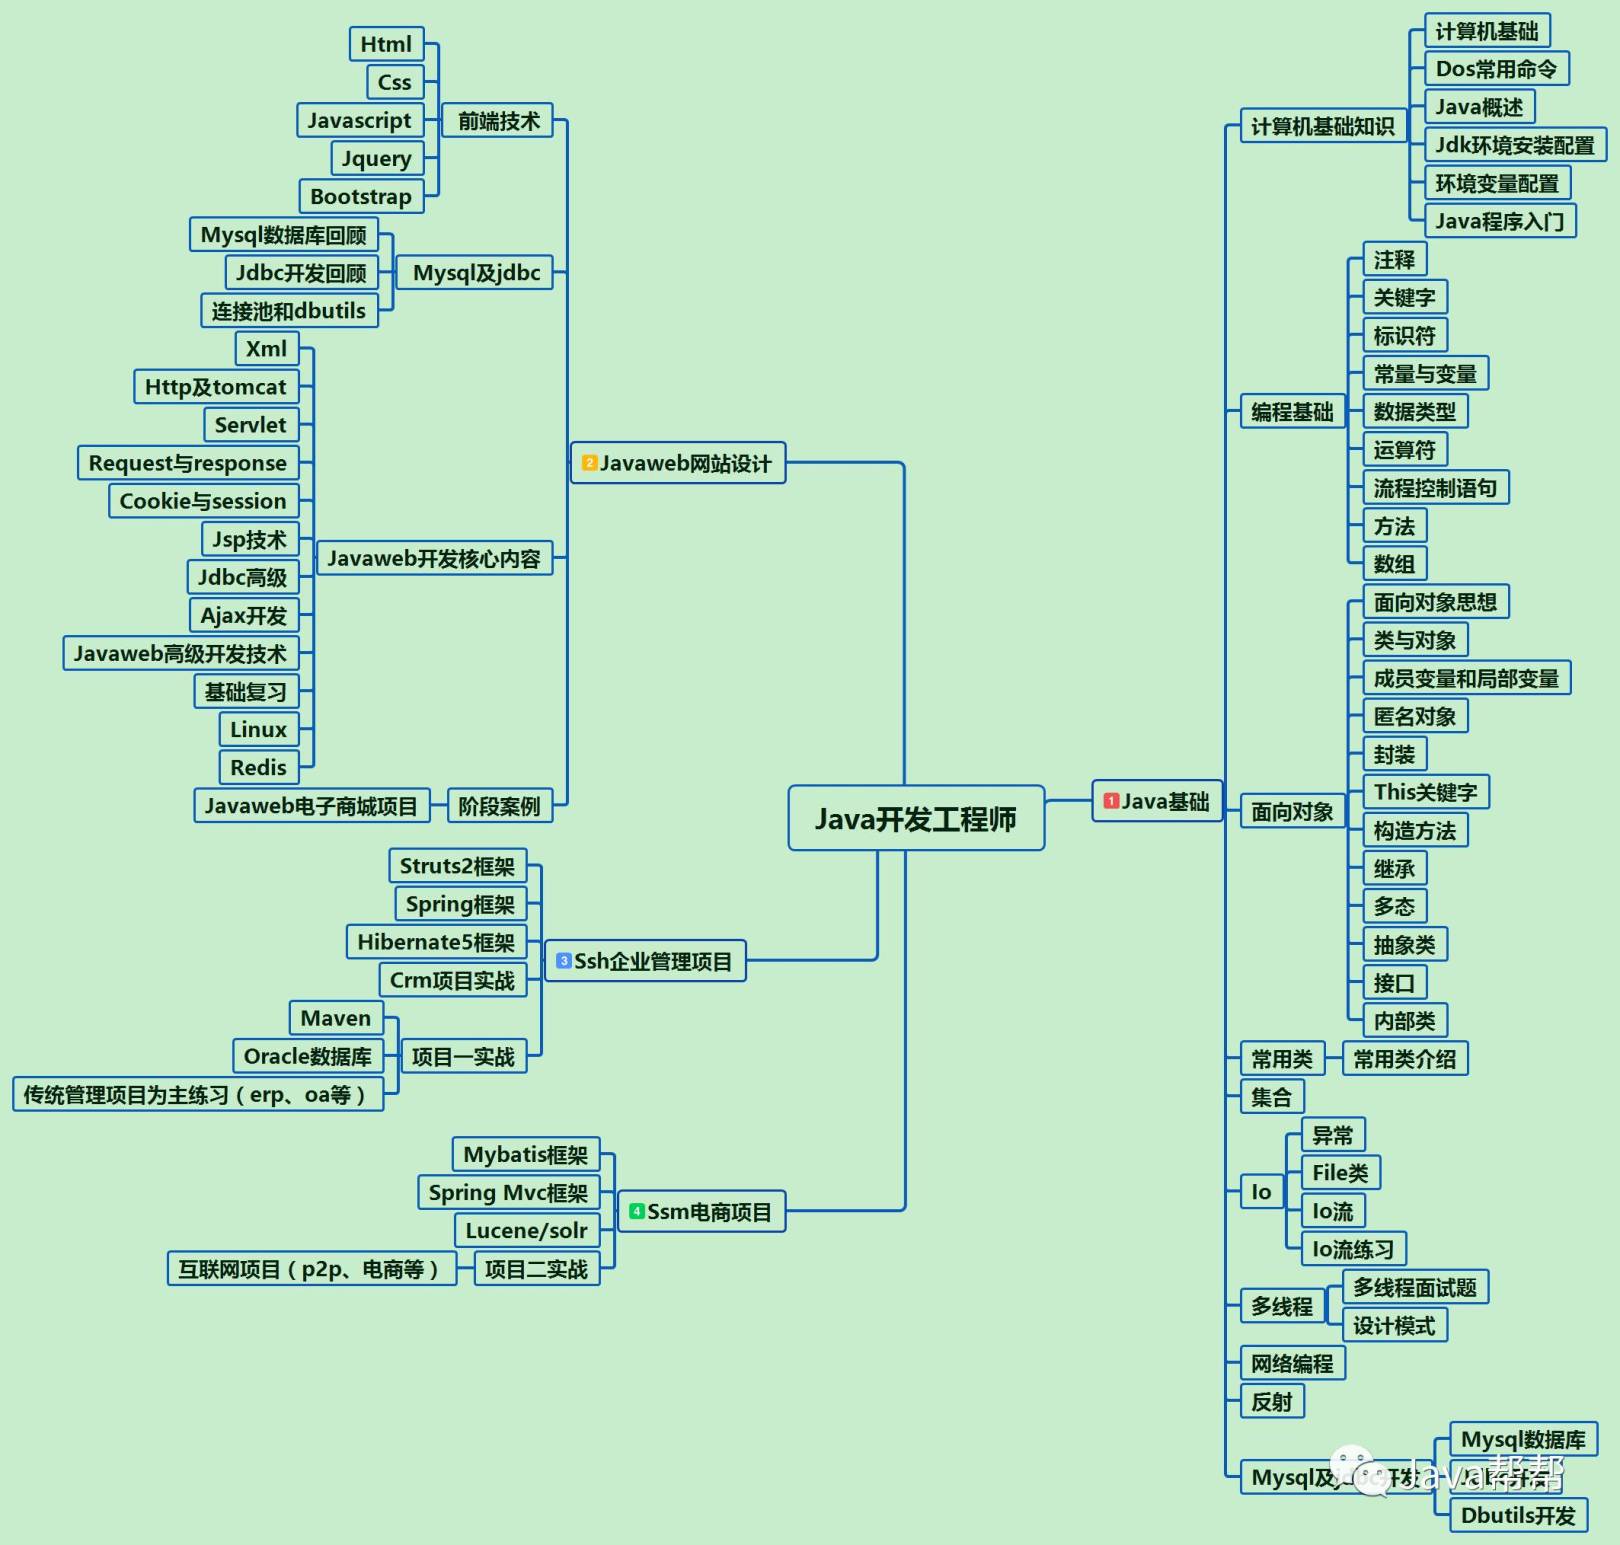 Java开发工程师
1
Java基础
计算机基础知识
计算机基础
Dos常用命令
Java概述
Jdk环境安装配置
环境变量配置
Java程序入门
编程基础
注释
关键字
标识符
常量与变量
数据类型
运算符
流程控制语句
方法
数组
面向对象
面向对象思想
类与对象
成员变量和局部变量
匿名对象
封装
This关键字
构造方法
继承
多态
抽象类
接口
内部类
常用类
常用类介绍
集合
Io
异常
File类
Io流
Io流练习
多线程
多线程面试题
设计模式
网络编程
反射
Mysql及jdbc开发
Mysql数据库
Jdbc开发
Dbutils开发
2
Javaweb网站设计
前端技术
Html
Css
Javascript
Jquery
Bootstrap
Mysql及jdbc
Mysql数据库回顾
Jdbc开发回顾
连接池和dbutils
Javaweb开发核心内容
Xml
Http及tomcat
Servlet
Request与response
Cookie与session
Jsp技术
Jdbc高级
Ajax开发
Javaweb高级开发技术
基础复习
Linux
Redis
阶段案例
Javaweb电子商城项目
3
Ssh企业管理项目
Struts2框架
Spring框架
Hibernate5框架
Crm项目实战
项目一实战
Maven
Oracle数据库
传统管理项目为主练习（erp、oa等）
4
Ssm电商项目
Mybatis框架
Spring Mvc框架
Lucene/solr
项目二实战
互联网项目（p2p、电商等）
Java帮帮